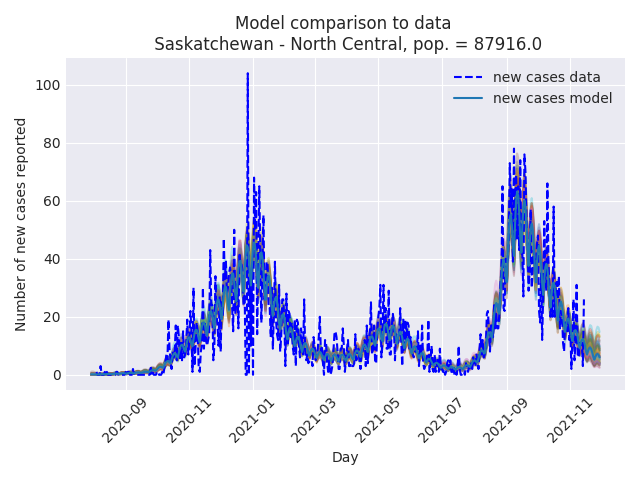 Model comparison to data
Saskatchewan - North Central, pop. = 87916.0
new cases data
new cases model
Number of new cases reported
100
80
60
40
20
0
2020-09
2020-11
2021-01
2021-03
2021-05
2021-07
2021-09
2021-11
Day